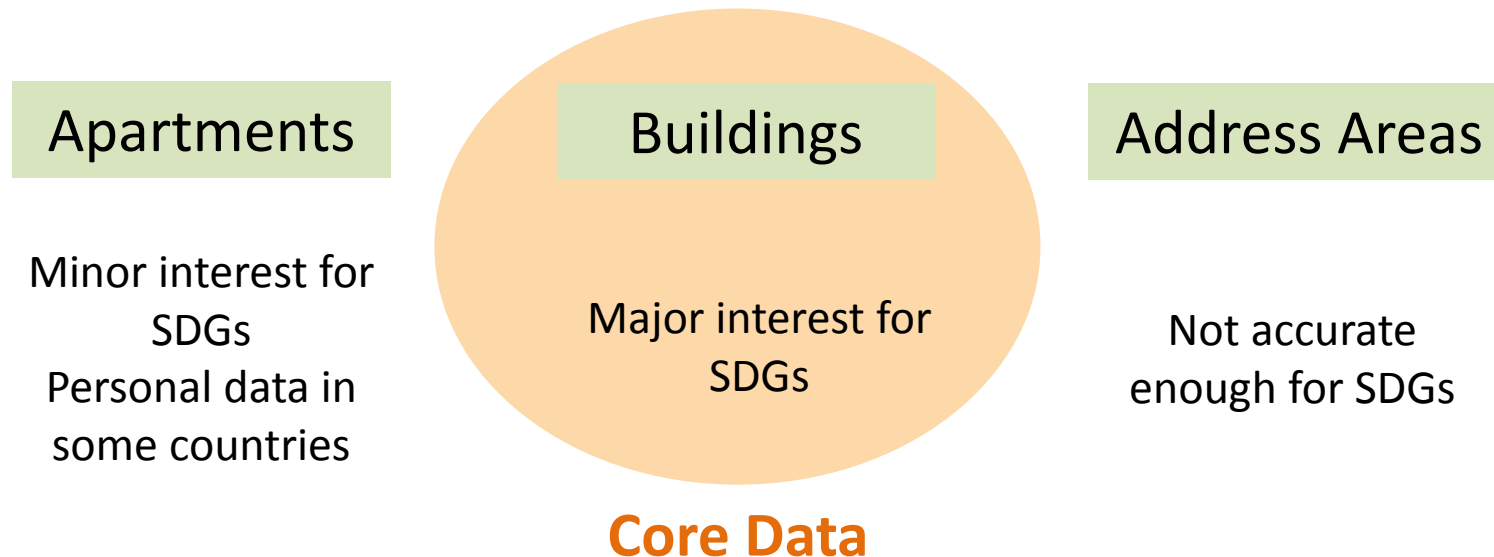 Apartments
Minor interest for
SDGs
Personal data in
some countries
Buildings
Major interest for
SDGs
Core Data
Address Areas
Not accurate
enough for SDGs